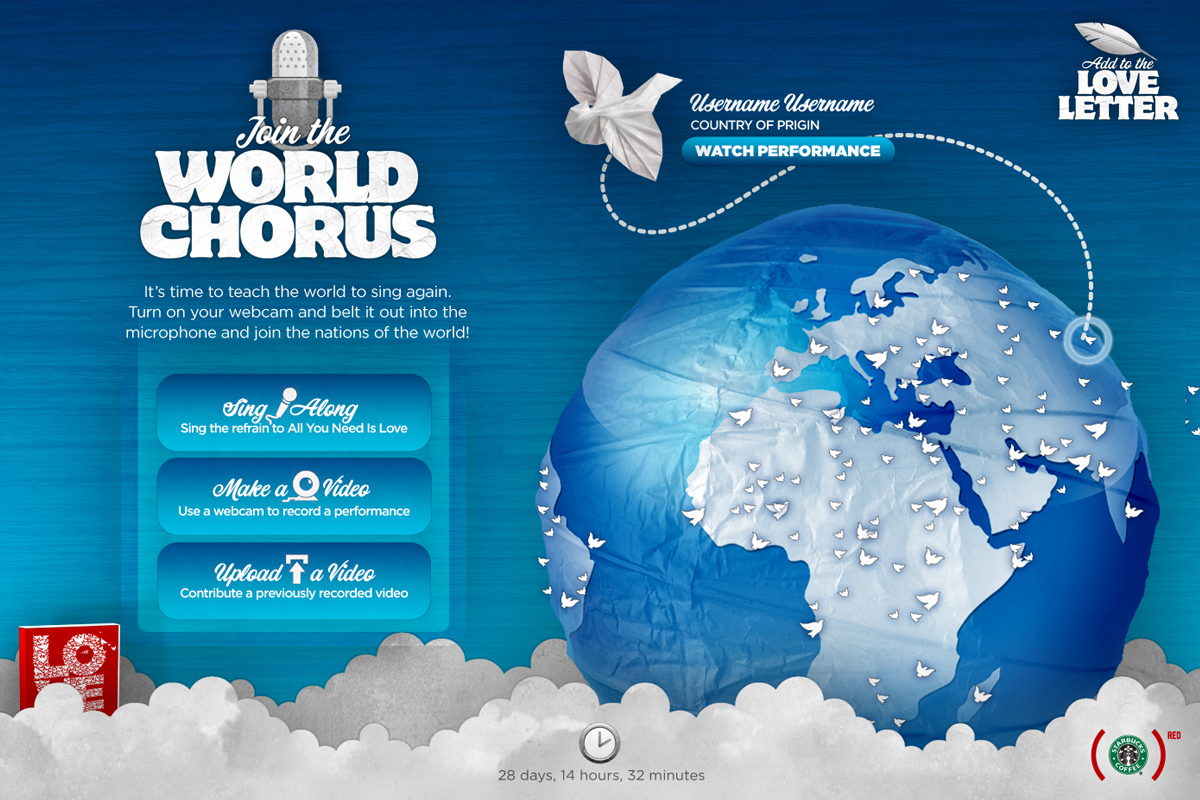 Join the
WORLD
CHORUS
It's time to teach the world to sing again.
Turn on your webcam and belt it out into the
microphone and join the nations of the world!
Sing Along
Sing the refrain to All You Need Is Love
Make a Video
Use a webcam to record a performance
Upload a Video
Contribute a previously recorded video
Username Username
COUNTRY OF PRIGIN
WATCH PERFORMANCE
Add to the
LOVE
LETTER
LO
28 days, 14 hours, 32 minutes
STARBUCKS
COFFEE
RED